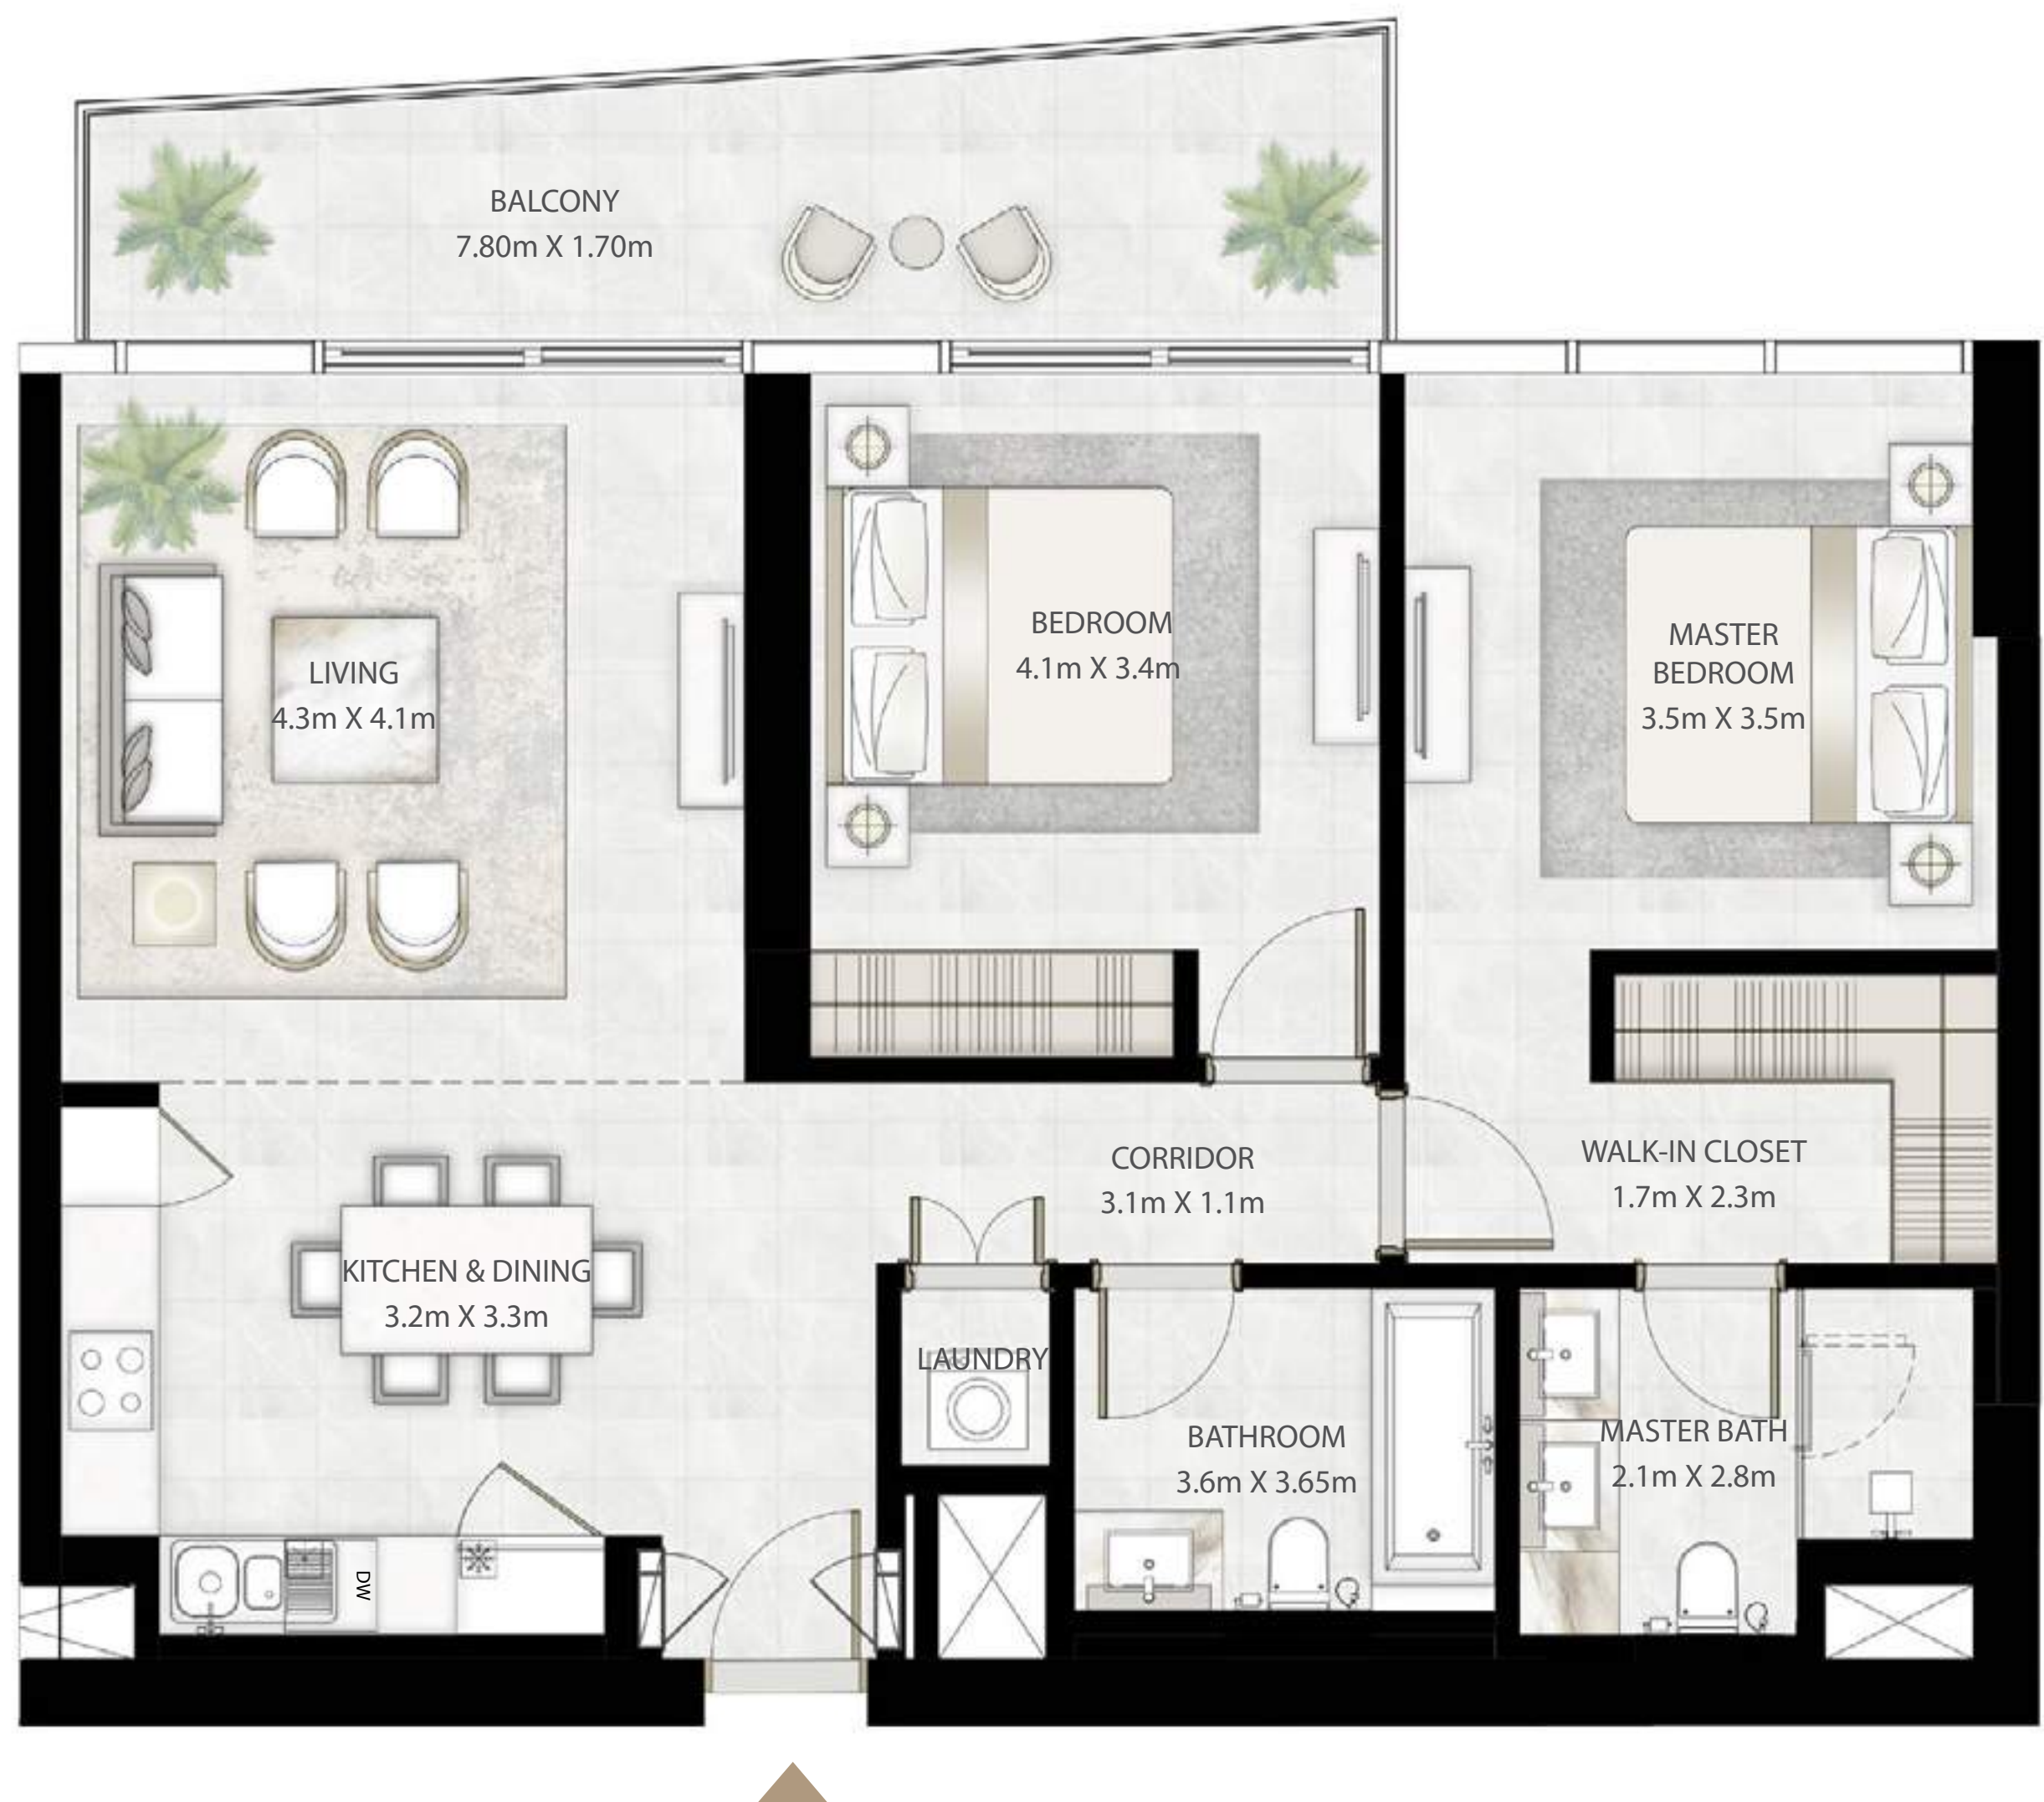 BALCONY
7.80m X 1.70m
LIVING
4.3m X 4.1m
BEDROOM
4.1m X 3.4m
MASTER
BEDROOM
3.5m X 3.5m
CORRIDOR
3.1m X 1.1m
WALK-IN CLOSET
1.7m X 2.3m
KITCHEN & DINING
3.2m X 3.3m
LAUNDRY
BATHROOM
3.6m X 3.65m
MASTER BATH
2.1m X 2.8m
DW